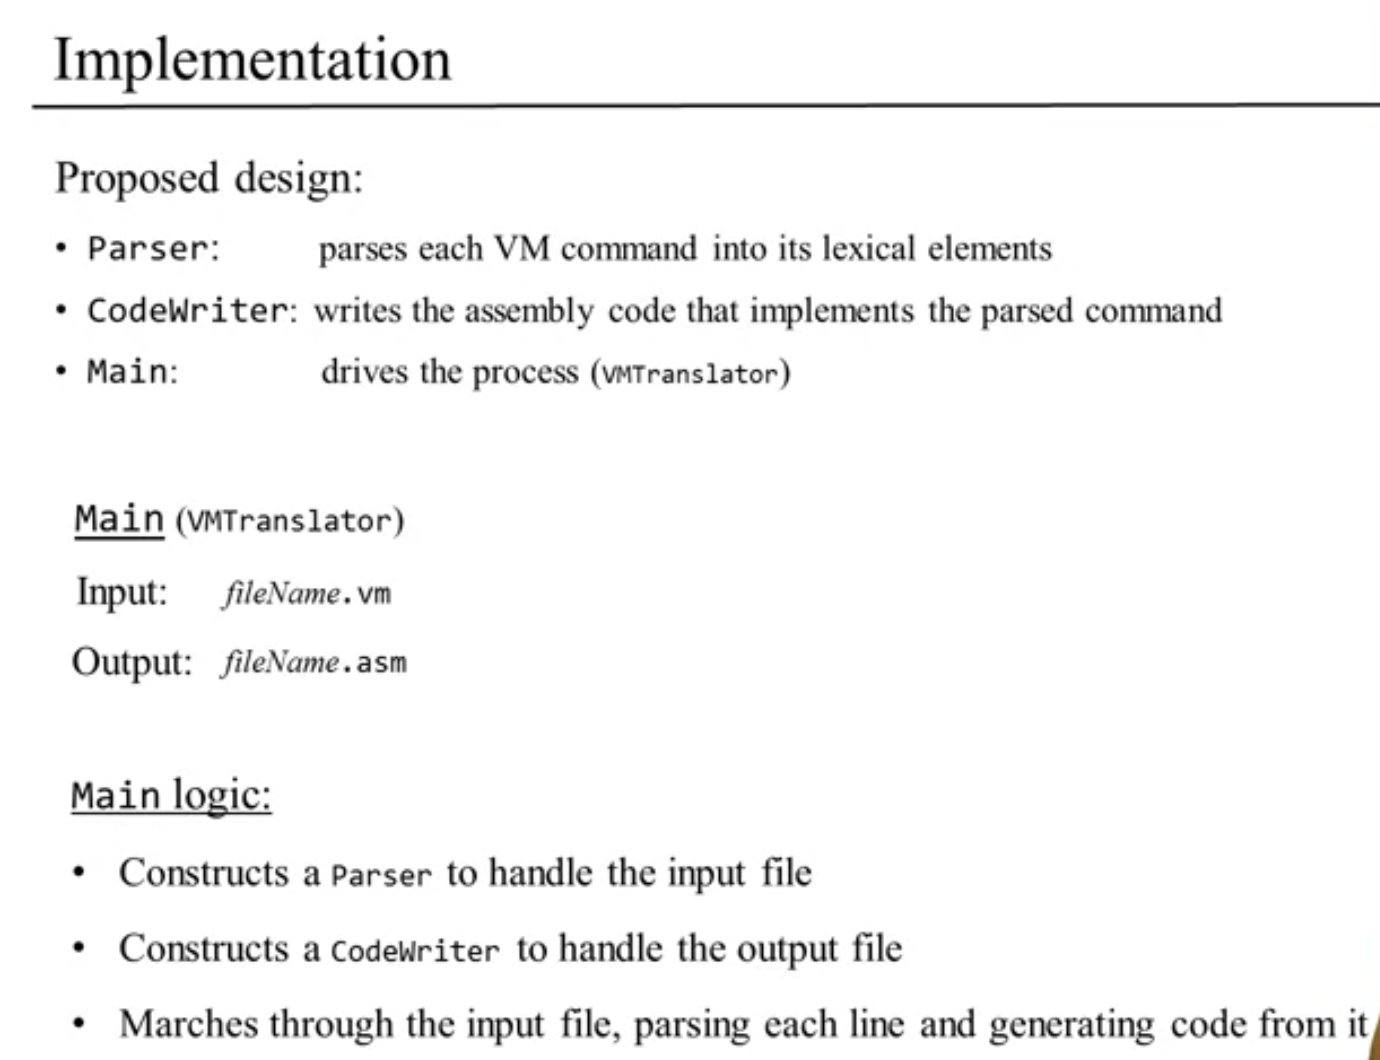 Implementation
Proposed design:
• Parser: parses each VM command into its lexical elements
• CodeWriter: writes the assembly code that implements the parsed command
• Main: drives the process (VMTranslator)
Main (VMTranslator)
Input: fileName.vm
Output: fileName.asm
Main logic:
• Constructs a Parser to handle the input file
• Constructs a CodeWriter to handle the output file
• Marches through the input file, parsing each line and generating code from it